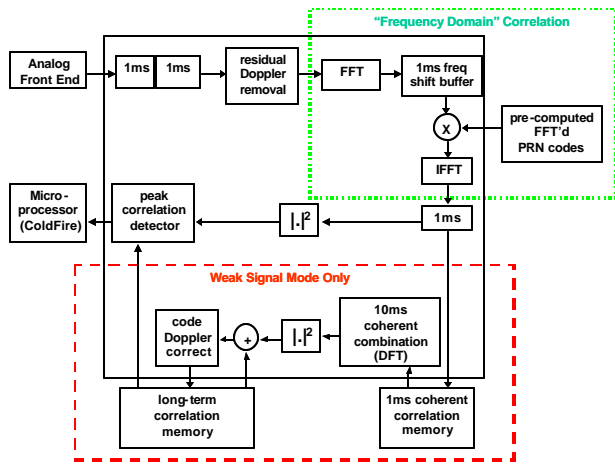 “Frequency Domain” Correlation
Analog
Front End
1ms
1ms
residual
Doppler
removal
FFT
1ms freq
shift buffer
X
pre-computed
FFT’d
PRN codes
IFFT
Micro-
processor
(ColdFire)
peak
correlation
detector
|.|²
1ms
Weak Signal Mode Only
code
Doppler
correct
+
|.|²
10ms
coherent
combination
(DFT)
long-term
correlation
memory
1ms coherent
correlation
memory